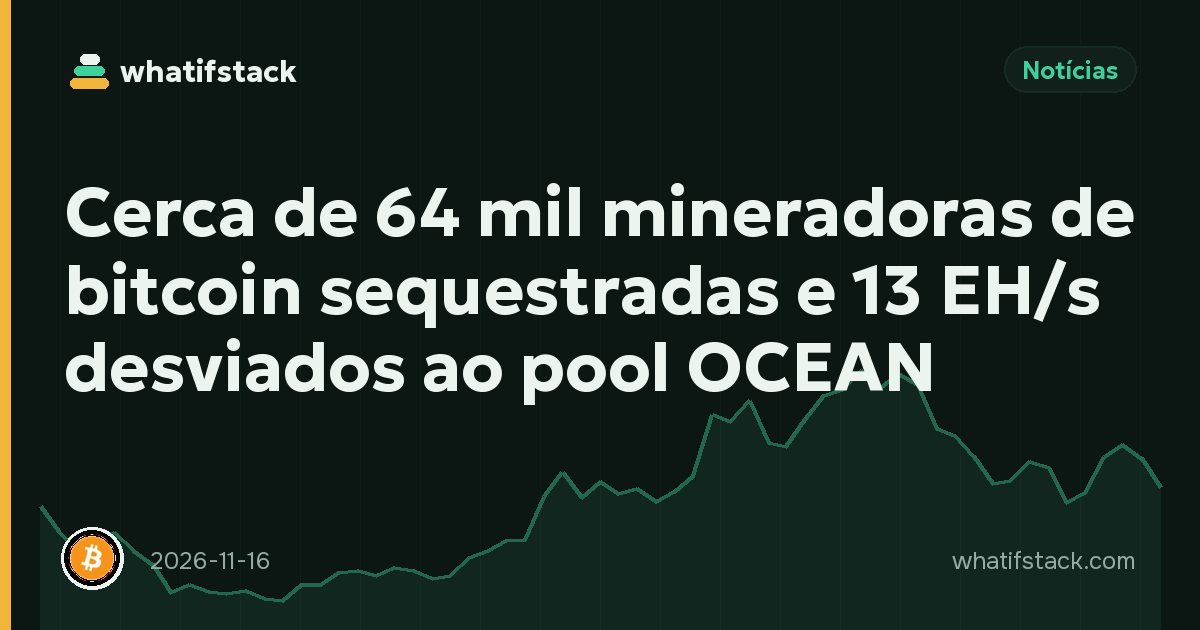 whatifstack
Notícias
Cerca de 64 mil mineradoras de
bitcoin sequestradas e 13 EH/s
desviados ao pool OCEAN
2026-11-16
whatifstack.com